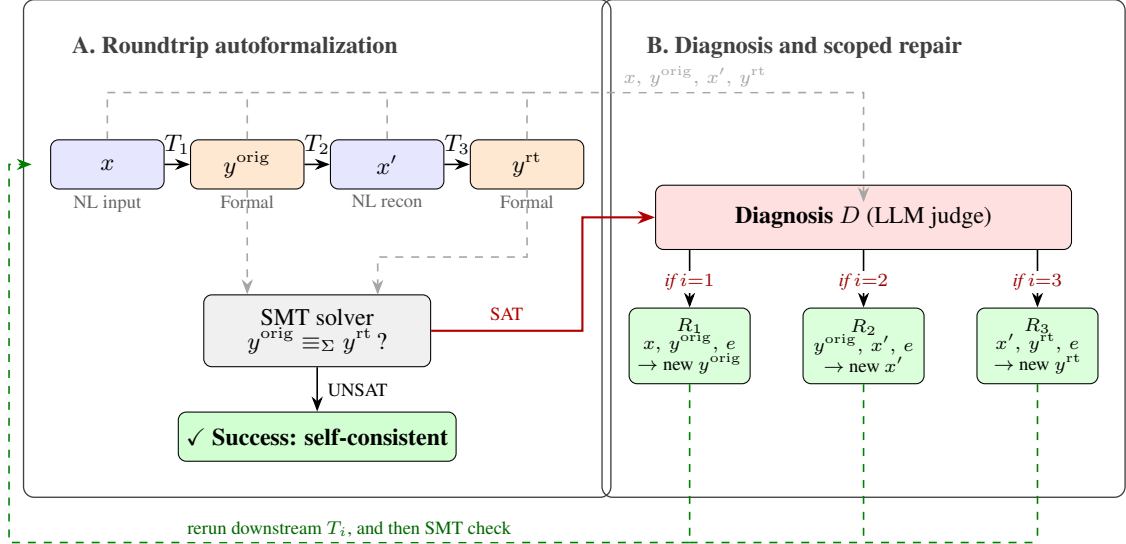 A. Roundtrip autoformalization
B. Diagnosis and scoped repair
x, y^orig, x′, y^rt
x
T₁
y^orig
T₂
x′
T₃
y^rt
NL input
Formal
NL recon
Formal
Diagnosis D (LLM judge)
if i=1
if i=2
if i=3
SMT solver
y^orig ≡_Σ y^rt ?
SAT
R₁
x, y^orig, e
→ new y^orig
R₂
y^orig, x′, e
→ new x′
R₃
x′, y^rt, e
→ new y^rt
UNSAT
✓ Success: self-consistent
rerun downstream T_i, and then SMT check